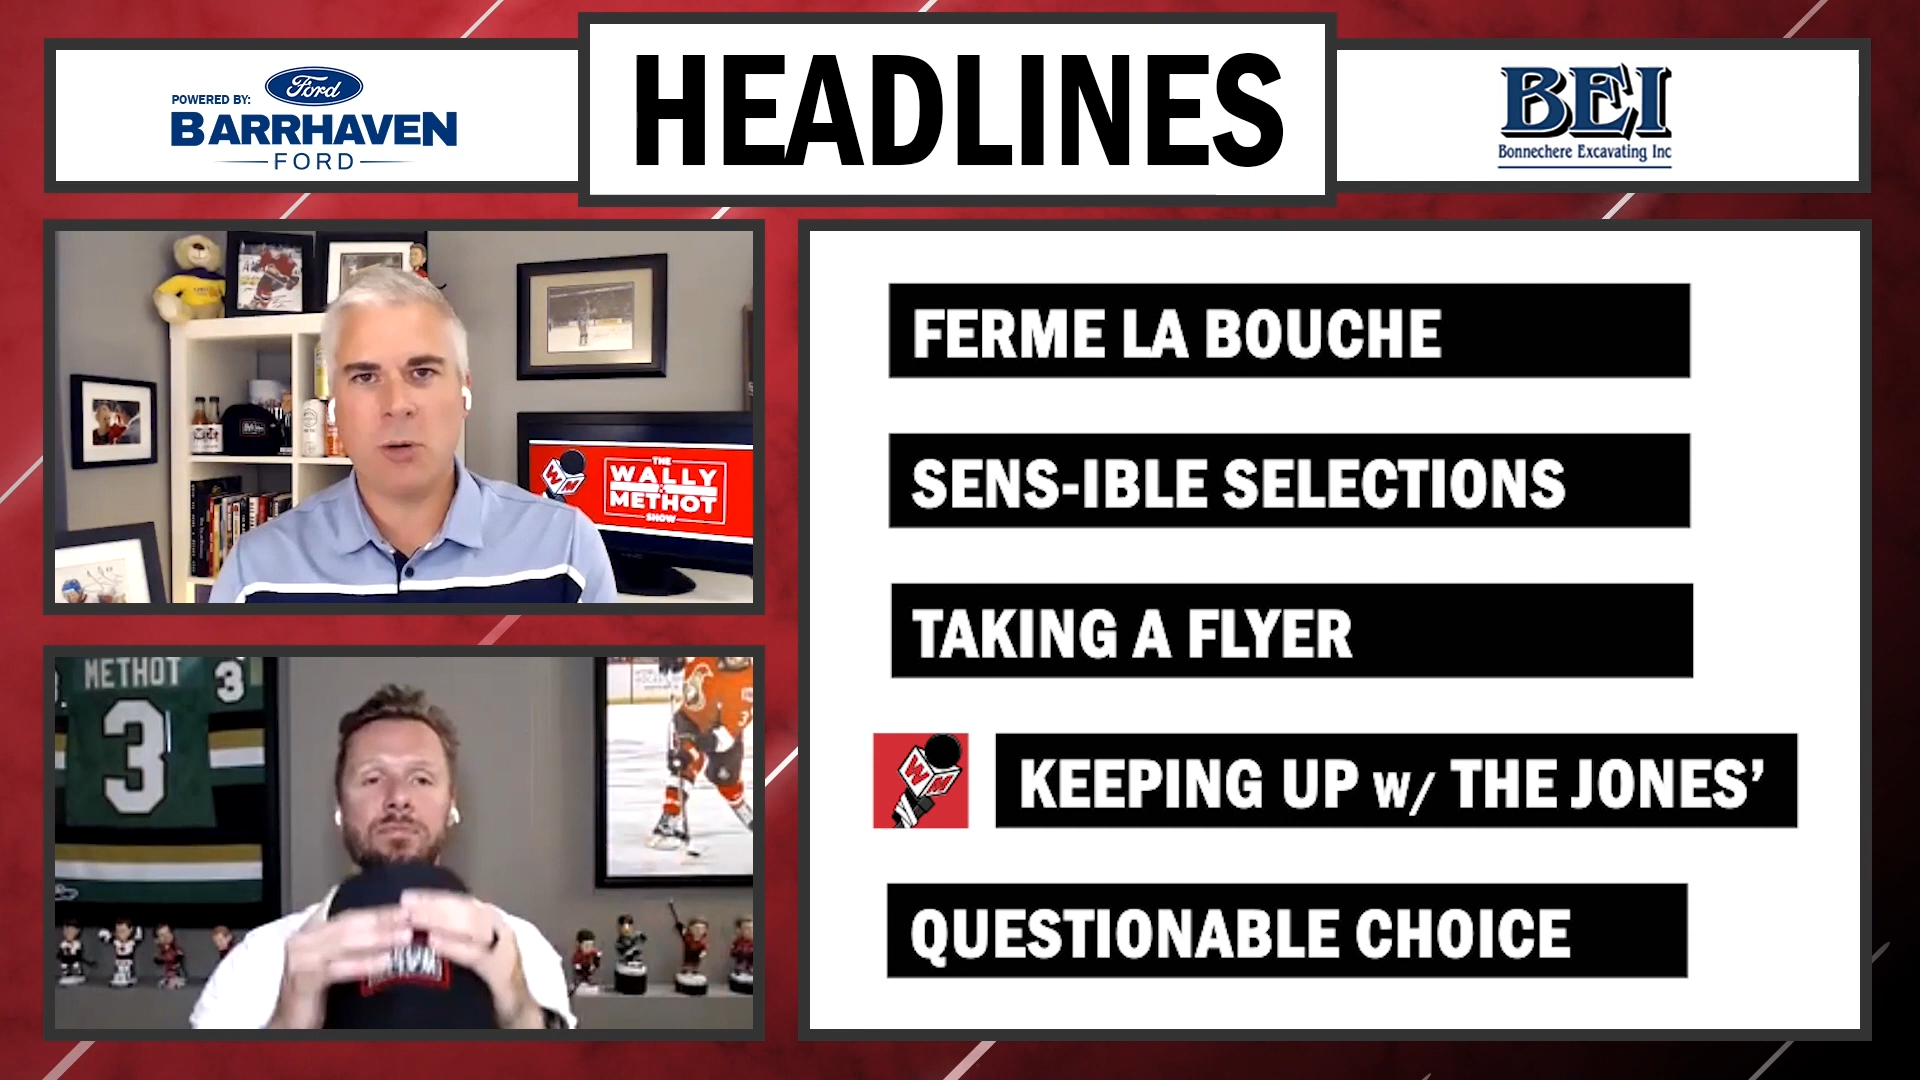 POWERED BY:
Ford
BARRHAVEN
FORD
HEADLINES
BEI
Bonnechere Excavating Inc
THE
WALLY
METHOT
SHOW
METHOT
3
3
FERME LA BOUCHE
SENS-IBLE SELECTIONS
TAKING A FLYER
WM
KEEPING UP w/ THE JONES’
QUESTIONABLE CHOICE